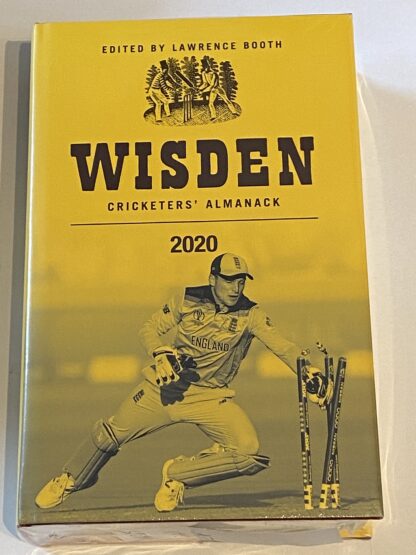 EDITED BY LAWRENCE BOOTH
WISDEN
CRICKETERS' ALMANACK
2020
ENGLAND